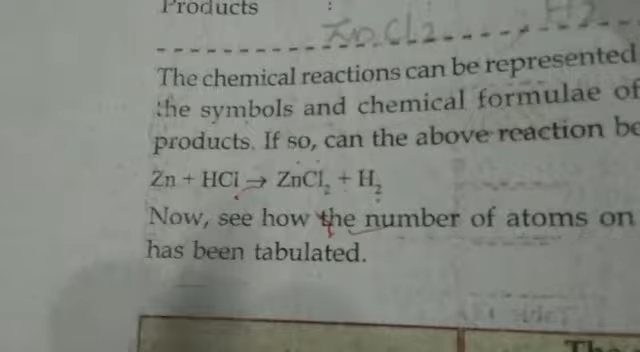 Products :
ZnCl2 H2
The chemical reactions can be represented
the symbols and chemical formulae of
products. If so, can the above reaction be
Zn + HCl → ZnCl₂ + H₂
Now, see how the number of atoms on
has been tabulated.
The